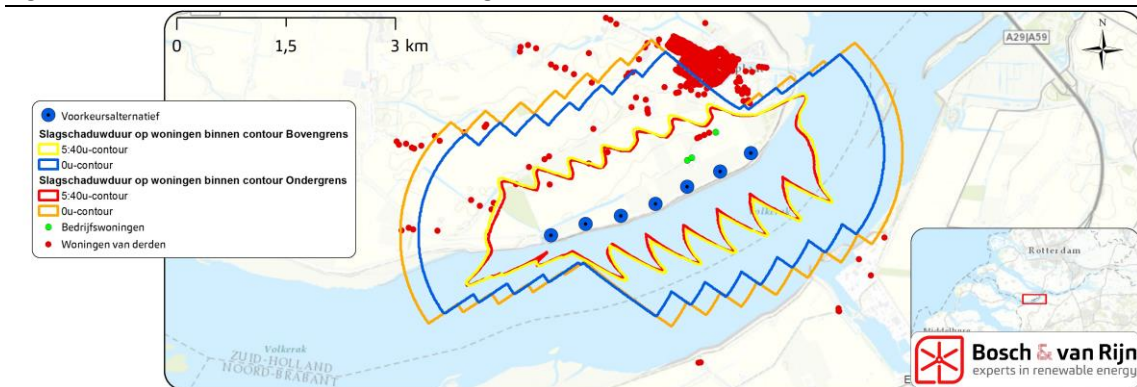 0 1,5 3 km
A29|A59
N
Voorkeursalternatief
Slagschaduwduur op woningen binnen contour Bovengrens
5:40u-contour
0u-contour
Slagschaduwduur op woningen binnen contour Ondergrens
5:40u-contour
0u-contour
Bedrijfswoningen
Woningen van derden
Volkerak
Volkerak
ZUID-HOLLAND
NOORD-BRABANT
Rotterdam
Middelburg
E
Bosch & van Rijn
experts in renewable energy